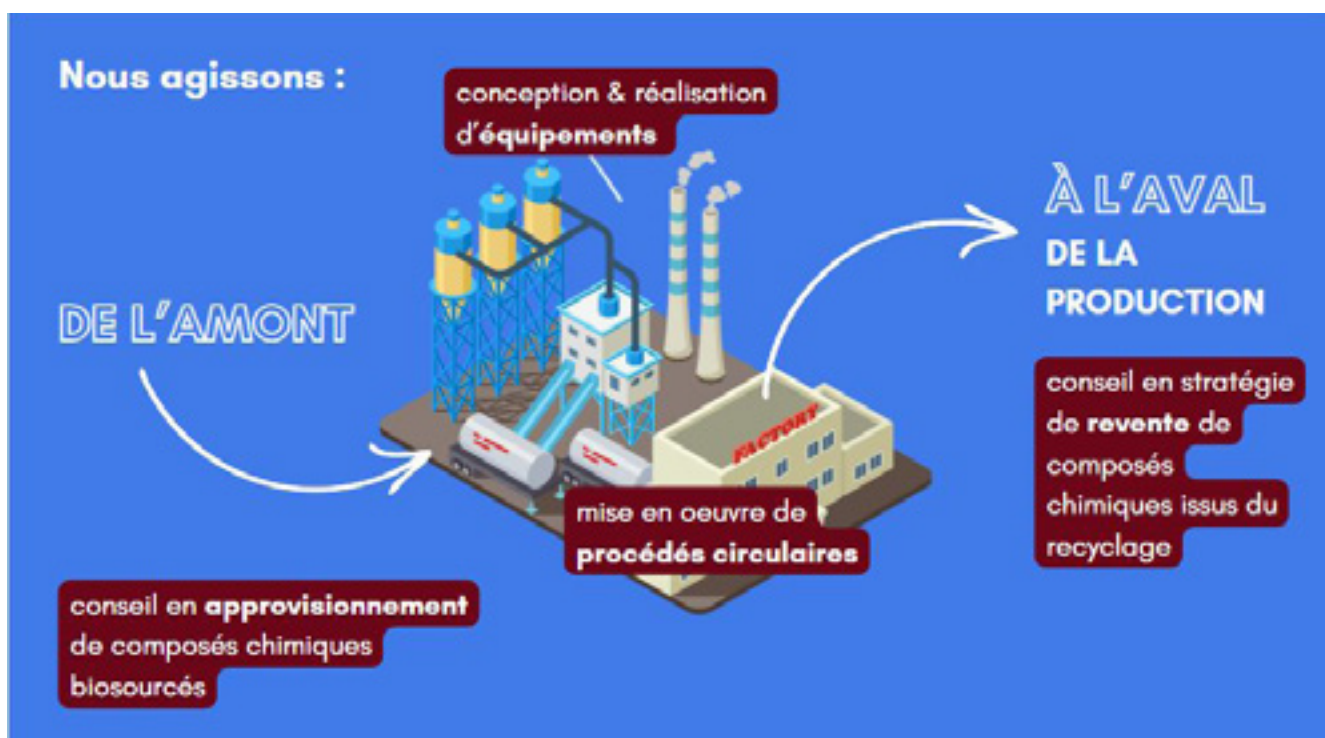 Nous agissons :
conception & réalisation
d'équipements
DE L'AMONT
À L'AVAL
DE LA
PRODUCTION
FACTORY
mise en oeuvre de
procédés circulaires
conseil en approvisionnement
de composés chimiques
biosourcés
conseil en stratégie
de revente de
composés
chimiques issus du
recyclage